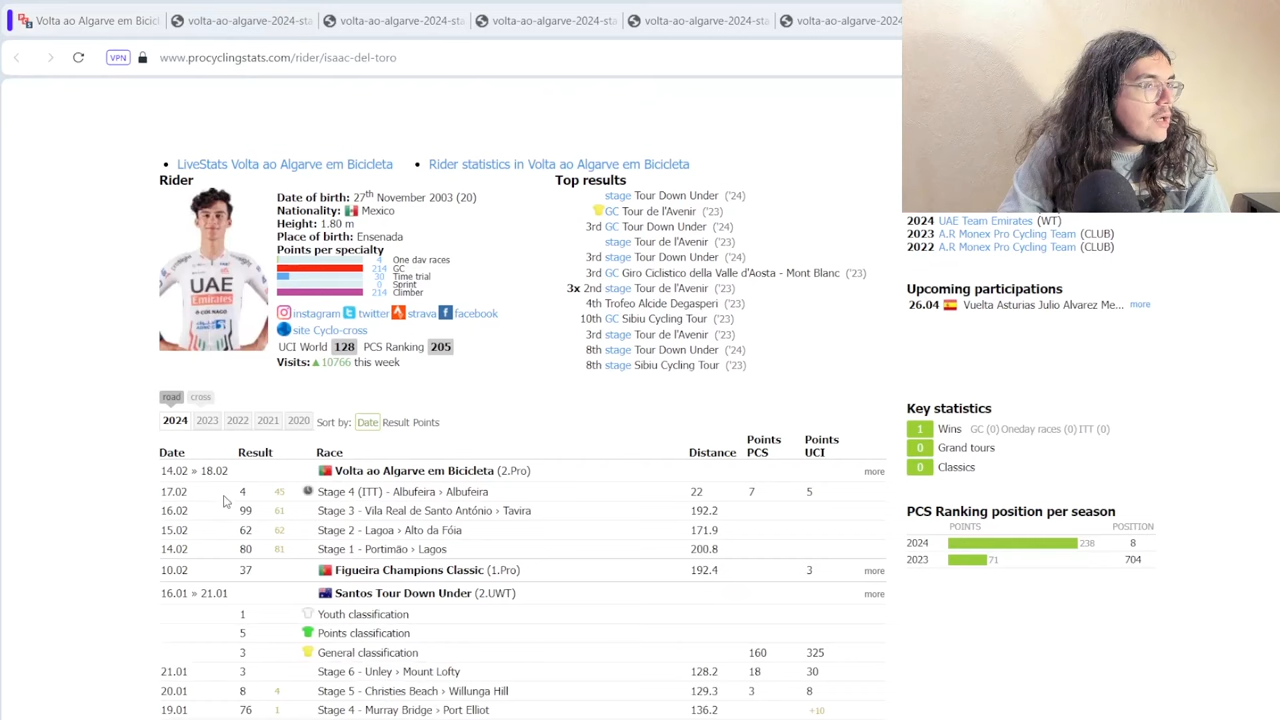 Volta ao Algarve em Bicicl
volta-ao-algarve-2024-sta
volta-ao-algarve-2024-sta
volta-ao-algarve-2024-sta
volta-ao-algarve-2024-sta
volta-ao-algarve-2024
VPN www.procyclingstats.com/rider/isaac-del-toro
• LiveStats Volta ao Algarve em Bicicleta • Rider statistics in Volta ao Algarve em Bicicleta
Rider
UAE
Emirates
COLNAGO
Date of birth: 27th November 2003 (20)
Nationality: Mexico
Height: 1.80 m
Place of birth: Ensenada
Points per specialty
4 One day races
214 GC
30 Time trial
0 Sprint
214 Climber
instagram twitter strava facebook
site Cyclo-cross
UCI World 128 PCS Ranking 205
Visits: ▲10766 this week
Top results
stage Tour Down Under ('24)
GC Tour de l'Avenir ('23)
3rd GC Tour Down Under ('24)
stage Tour de l'Avenir ('23)
3rd stage Tour Down Under ('24)
3rd GC Giro Ciclistico della Valle d'Aosta - Mont Blanc ('23)
3x 2nd stage Tour de l'Avenir ('23)
4th Trofeo Alcide Degasperi ('23)
10th GC Sibiu Cycling Tour ('23)
3rd stage Tour de l'Avenir ('23)
8th stage Tour Down Under ('24)
8th stage Sibiu Cycling Tour ('23)
2024 UAE Team Emirates (WT)
2023 A.R Monex Pro Cycling Team (CLUB)
2022 A.R Monex Pro Cycling Team (CLUB)
Upcoming participations
26.04 Vuelta Asturias Julio Alvarez Me... more
Key statistics
1 Wins GC (0) Oneday races (0) ITT (0)
0 Grand tours
0 Classics
PCS Ranking position per season
POINTS POSITION
2024 238 8
2023 71 704
road cross
2024 2023 2022 2021 2020 Sort by: Date Result Points
Date Result Race Distance Points PCS Points UCI
14.02 » 18.02 Volta ao Algarve em Bicicleta (2.Pro) more
17.02 4 45 Stage 4 (ITT) - Albufeira › Albufeira 22 7 5
16.02 99 61 Stage 3 - Vila Real de Santo António › Tavira 192.2
15.02 62 62 Stage 2 - Lagoa › Alto da Fóia 171.9
14.02 80 81 Stage 1 - Portimão › Lagos 200.8
10.02 37 Figueira Champions Classic (1.Pro) 192.4 3 more
16.01 » 21.01 Santos Tour Down Under (2.UWT) more
1 Youth classification
5 Points classification
3 General classification 160 325
21.01 3 Stage 6 - Unley › Mount Lofty 128.2 18 30
20.01 8 4 Stage 5 - Christies Beach › Willunga Hill 129.3 3 8
19.01 76 1 Stage 4 - Murray Bridge › Port Elliot 136.2 +10